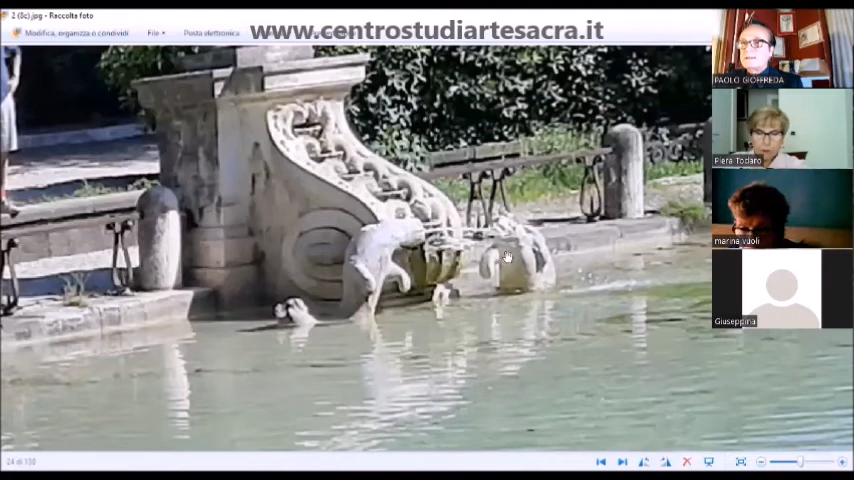 2 (8c).jpg - Raccolta foto
www.centrostudiartesacra.it
Modifica, organizza o condividi
File
Posta elettronica
PAOLO GIOFFREDA
Piera Todaro
marina vuoli
Giuseppina
24 di 130